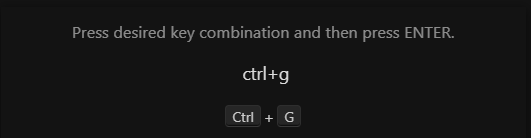 Press desired key combination and then press ENTER.
ctrl+g
Ctrl + G